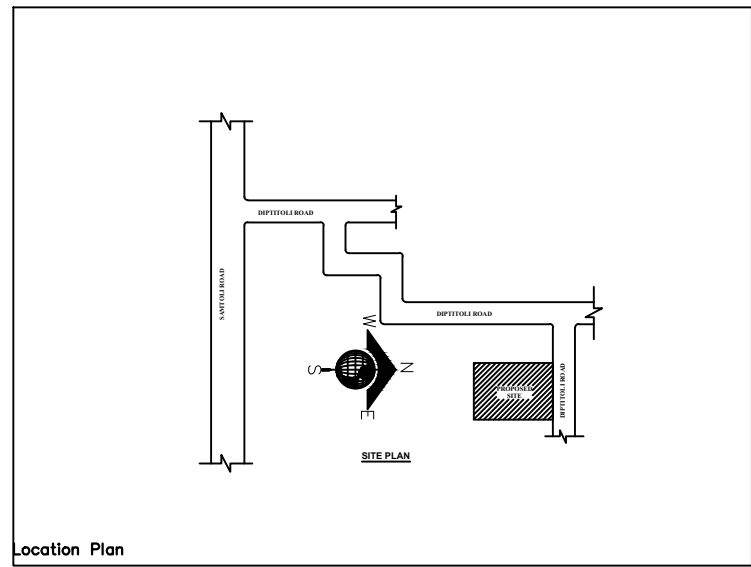 DIPTITOLI ROAD
SAMTOLI ROAD
DIPTITOLI ROAD
W
N
S
E
DIPTITOLI ROAD
PROPOSED
SITE
SITE PLAN
Location Plan